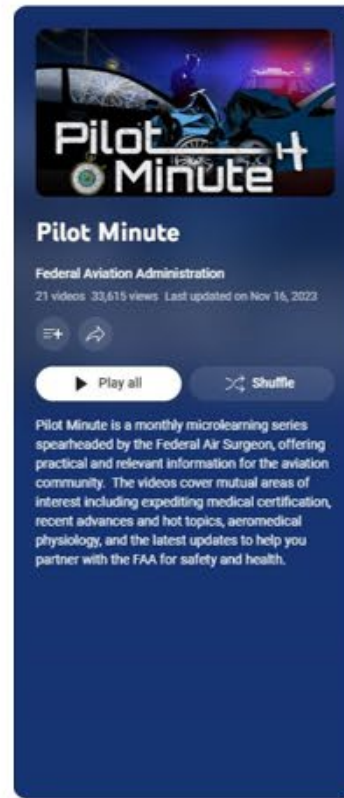 Pilot
Minute
Pilot Minute
Federal Aviation Administration
21 videos 33,615 views Last updated on Nov 16, 2023
Play all
Shuffle
Pilot Minute is a monthly microlearning series
spearheaded by the Federal Air Surgeon, offering
practical and relevant information for the aviation
community. The videos cover mutual areas of
interest including expediting medical certification,
recent advances and hot topics, aeromedical
physiology, and the latest updates to help you
partner with the FAA for safety and health.